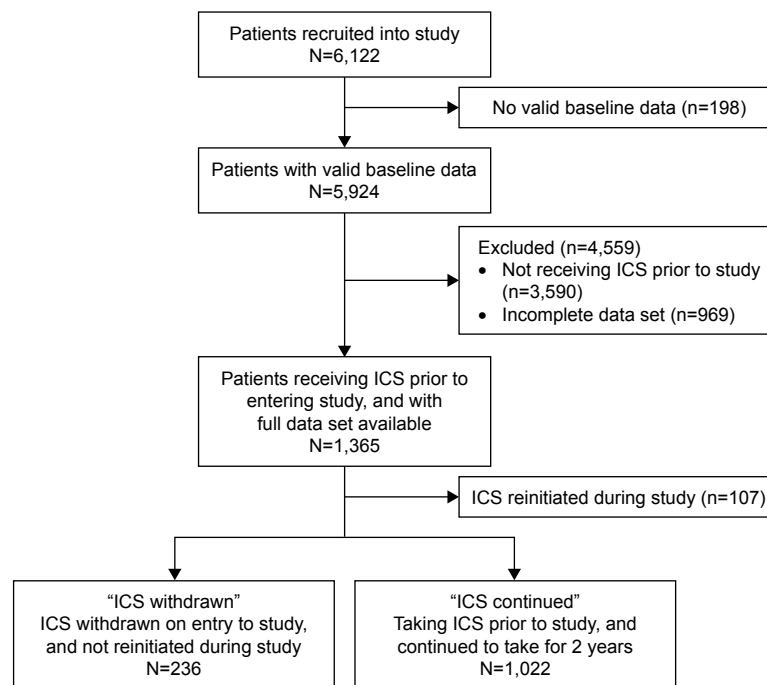 Patients recruited into study
N=6,122
No valid baseline data (n=198)
Patients with valid baseline data
N=5,924
Excluded (n=4,559)
• Not receiving ICS prior to study
(n=3,590)
• Incomplete data set (n=969)
Patients receiving ICS prior to
entering study, and with
full data set available
N=1,365
ICS reinitiated during study (n=107)
“ICS withdrawn”
ICS withdrawn on entry to study,
and not reinitiated during study
N=236
“ICS continued”
Taking ICS prior to study, and
continued to take for 2 years
N=1,022